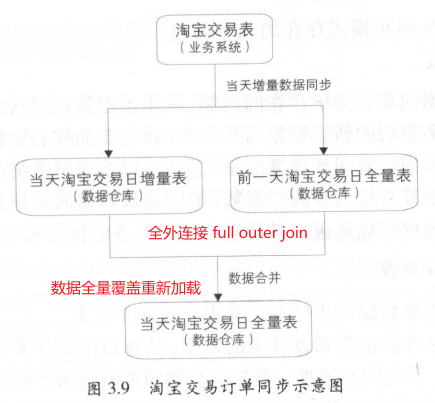 淘宝交易表
（业务系统）
当天增量数据同步
当天淘宝交易日增量表
（数据仓库）
前一天淘宝交易日全量表
（数据仓库）
全外连接 full outer join
数据合并
数据全量覆盖重新加载
当天淘宝交易日全量表
（数据仓库）
图 3.9 淘宝交易订单同步示意图